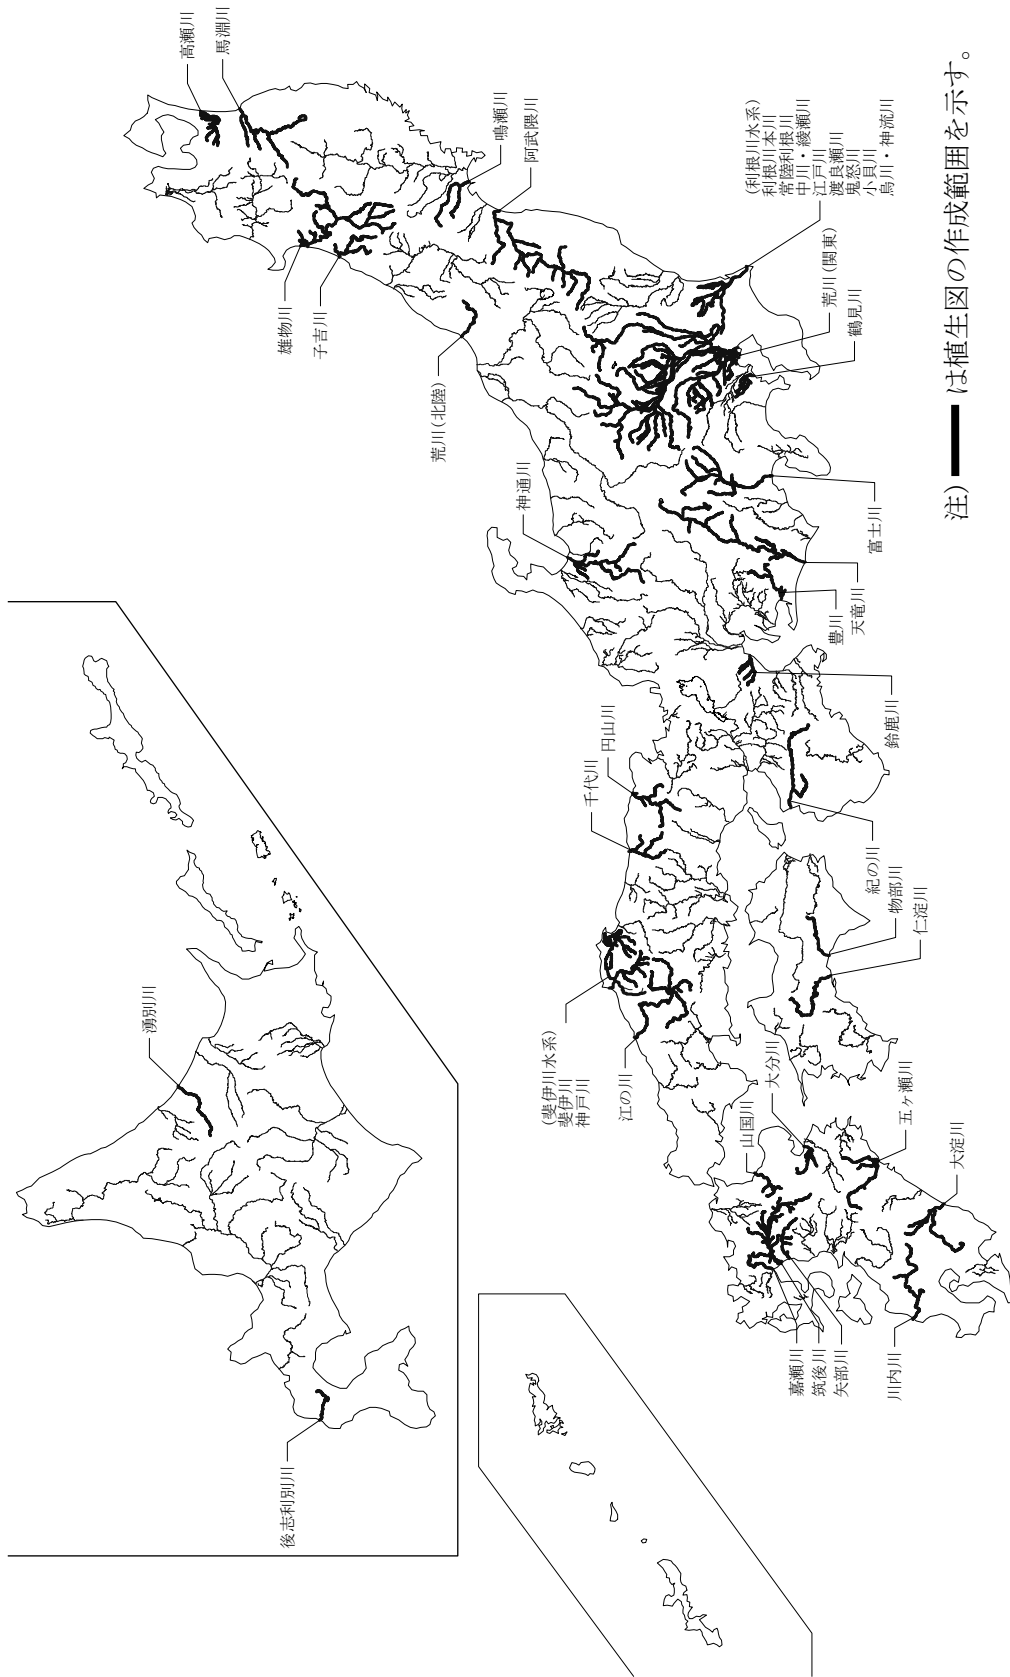 後志利別川
湧別川
高瀬川
馬淵川
鳴瀬川
阿武隈川
雄物川
子吉川
荒川(北陸)
(利根川水系)
利根川本川
常陸利根川
中川・綾瀬川
江戸川
渡良瀬川
鬼怒川
小貝川
烏川・神流川
荒川(関東)
鶴見川
富士川
神通川
天竜川
豊川
鈴鹿川
円山川
千代川
紀の川
物部川
仁淀川
(斐伊川水系)
斐伊川
神戸川
江の川
山国川
大分川
五ヶ瀬川
大淀川
嘉瀬川
筑後川
矢部川
川内川
注) は植生図の作成範囲を示す。